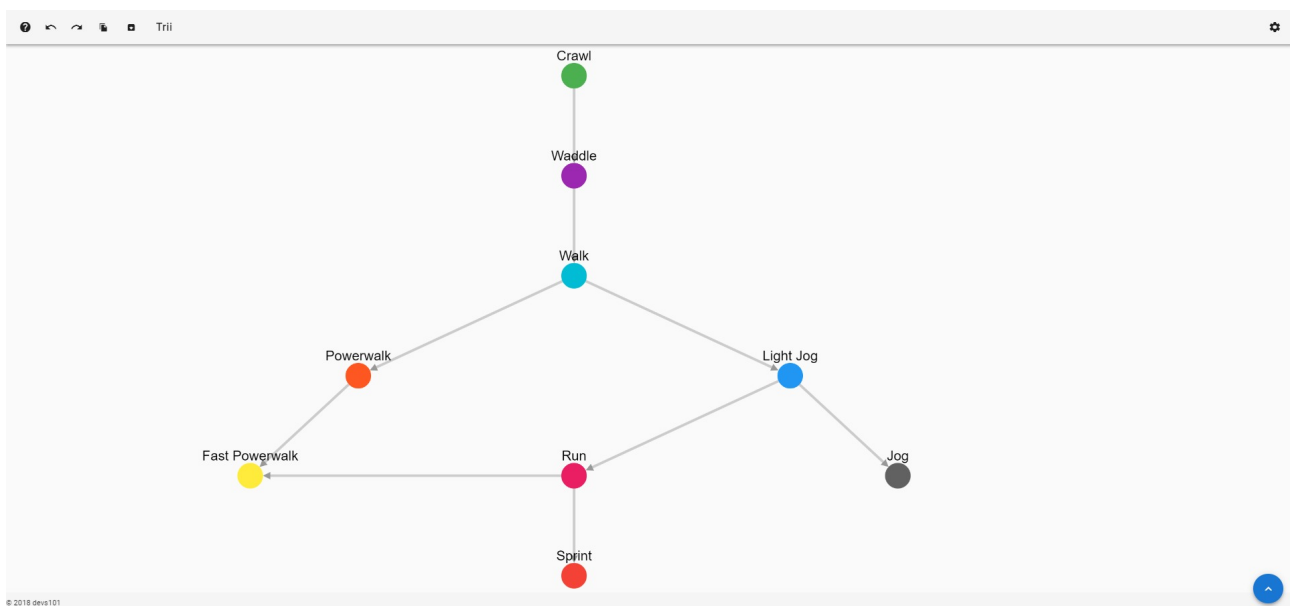 Trii
Crawl
Waddle
Walk
Powerwalk
Light Jog
Fast Powerwalk
Run
Jog
Sprint
© 2018 devs101